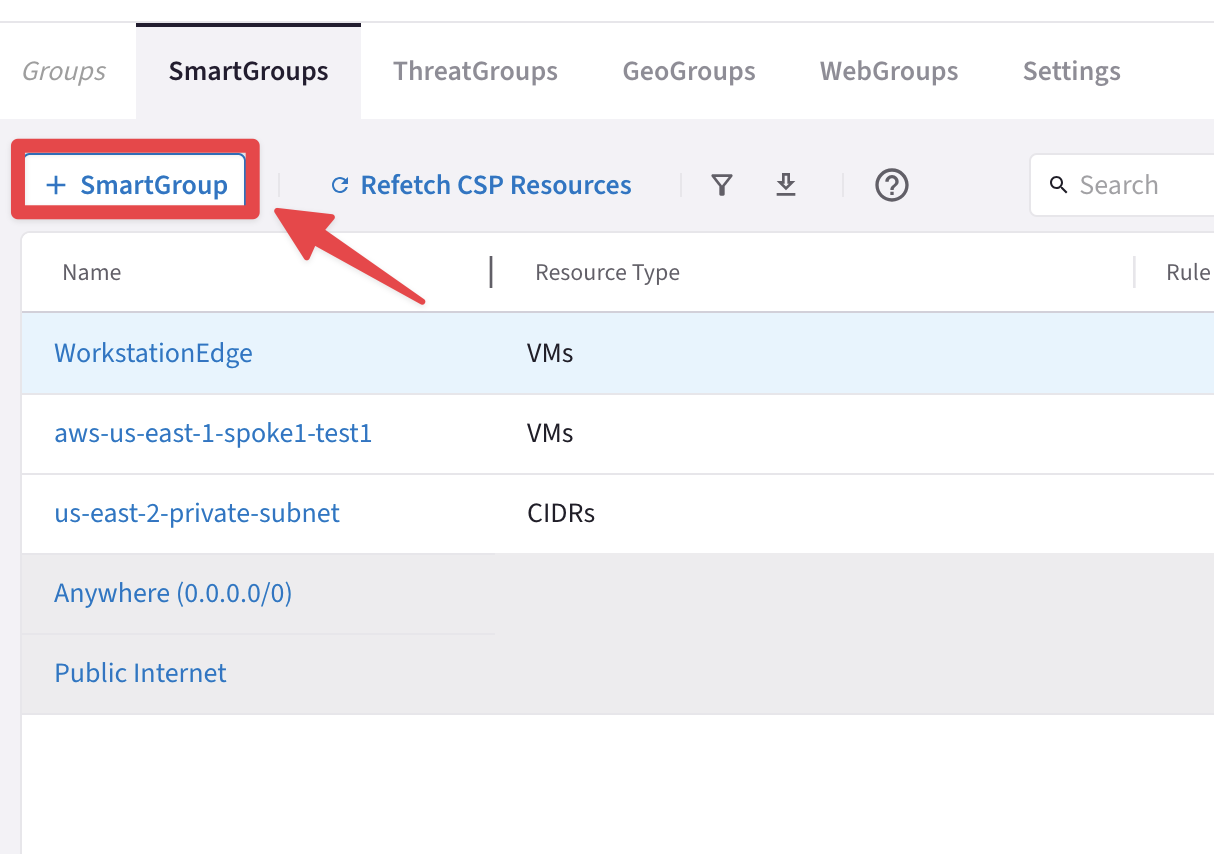 Groups SmartGroups ThreatGroups GeoGroups WebGroups Settings
+ SmartGroup Refetch CSP Resources ? Search
Name Resource Type Rule
WorkstationEdge VMs
aws-us-east-1-spoke1-test1 VMs
us-east-2-private-subnet CIDRs
Anywhere (0.0.0.0/0)
Public Internet